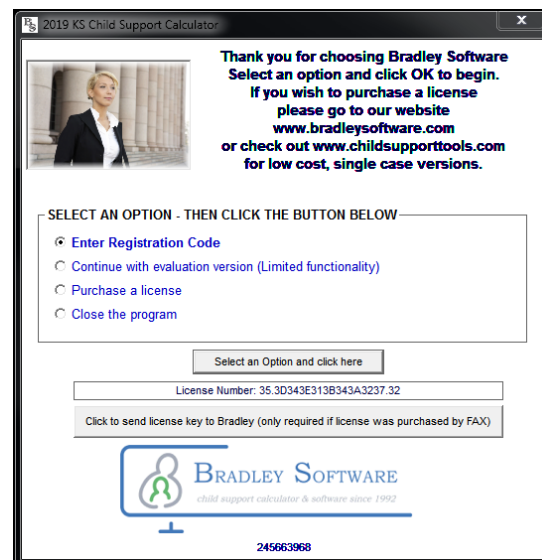 2019 KS Child Support Calculator
Thank you for choosing Bradley Software
Select an option and click OK to begin.
If you wish to purchase a license
please go to our website
www.bradleysoftware.com
or check out www.childsupporttools.com
for low cost, single case versions.
SELECT AN OPTION - THEN CLICK THE BUTTON BELOW
Enter Registration Code
Continue with evaluation version (Limited functionality)
Purchase a license
Close the program
Select an Option and click here
License Number: 35.3D343E313B343A3237.32
Click to send license key to Bradley (only required if license was purchased by FAX)
BRADLEY SOFTWARE
child support calculator & software since 1992
245663968